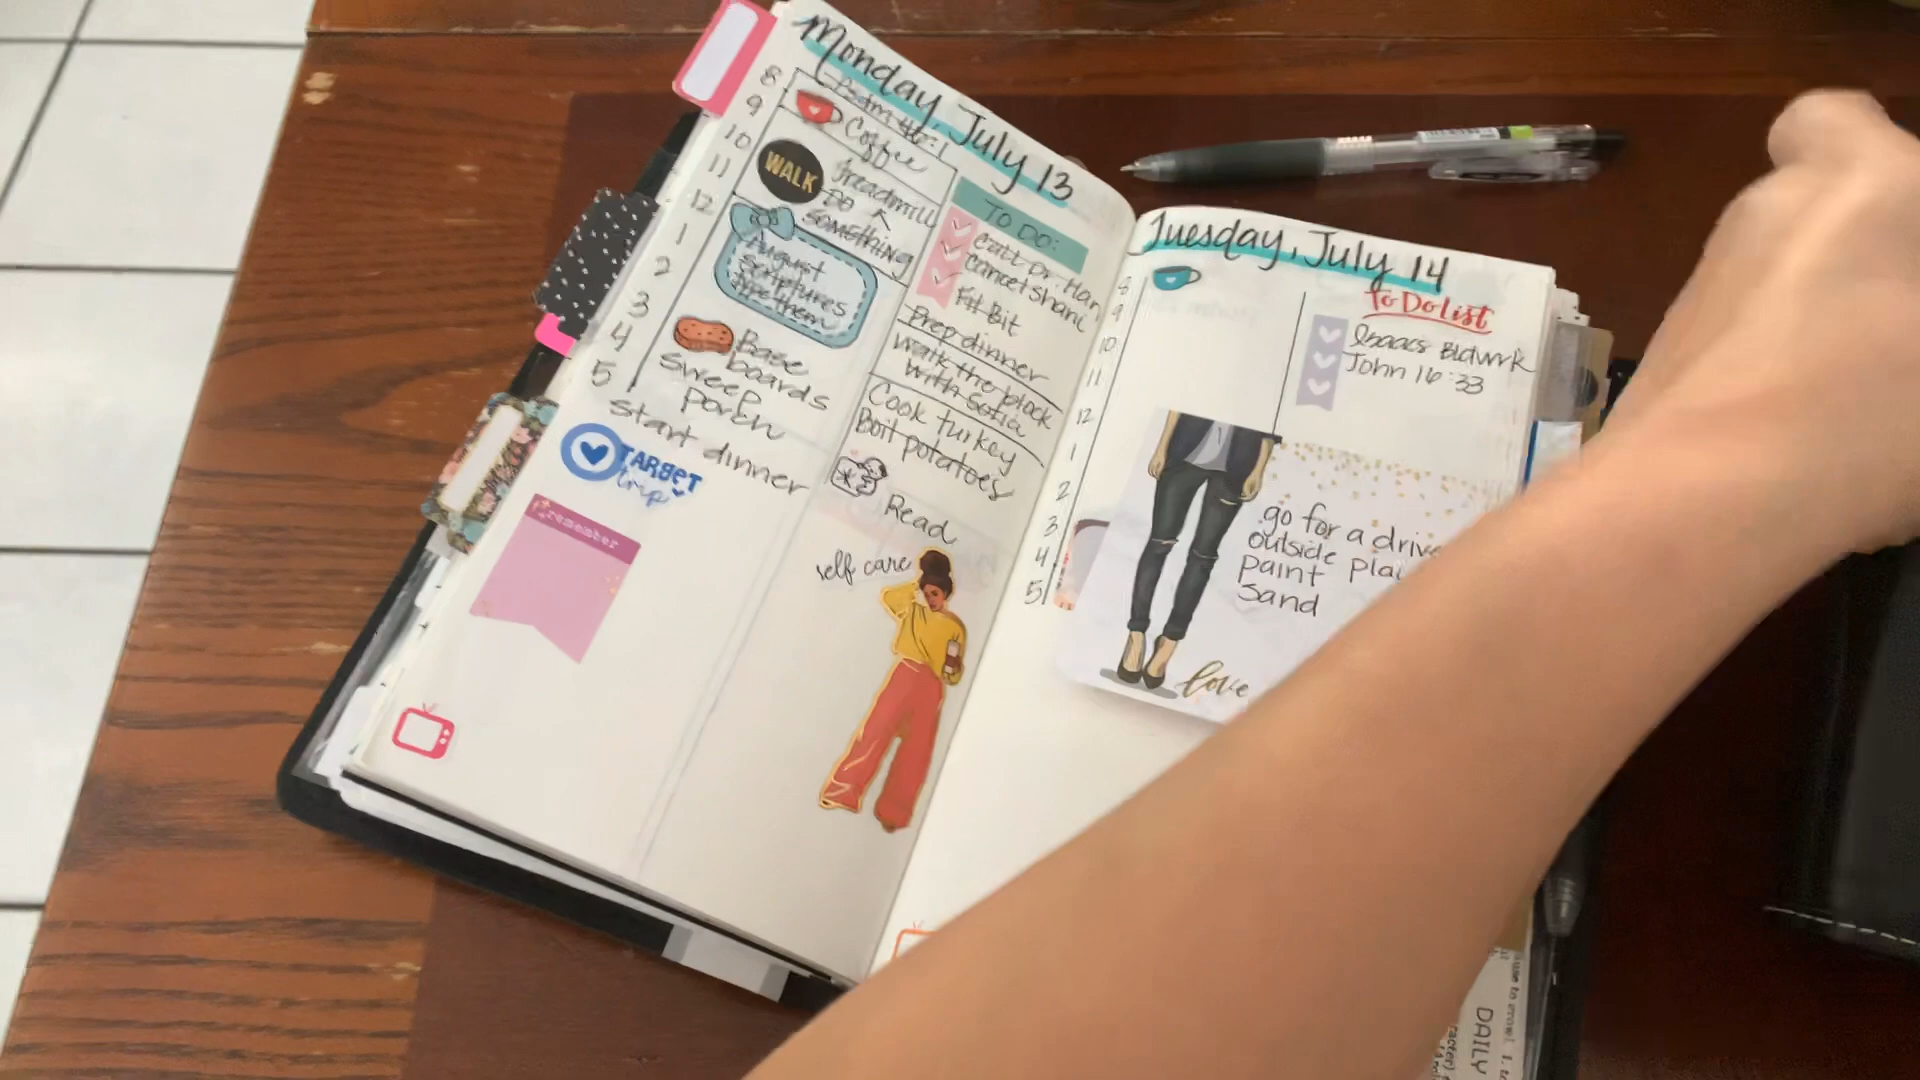 Monday, July 13
8
9
10
11
12
1
2
3
4
5
Coffee
WALK
Treadmill
DO
SOMETHING
August
scriptures
type them
Base
boards
sweep
porch
start dinner
TARGET
trip
remember
TO DO:
call Dr. Han
cancel Shani
Fit Bit
Prep dinner
walk the block
with Sofia
Cook turkey
Boil potatoes
Read
self care
Tuesday, July 14
8
9
10
11
12
1
2
3
4
5
To Do list
Isaacs Bldwrk
John 16:33
go for a drive
outside
paint
sand
love
DAILY